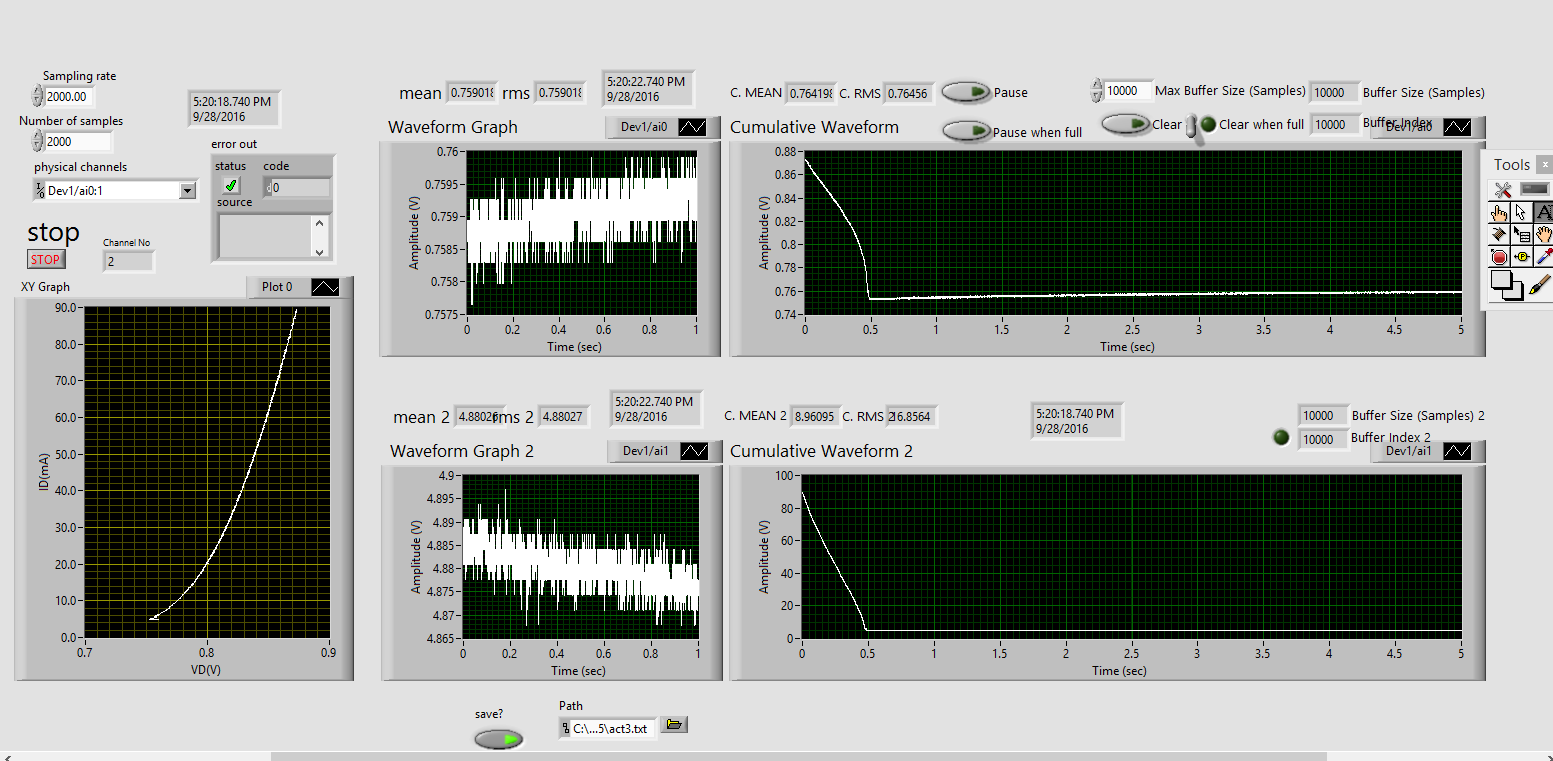 Sampling rate
2000.00
Number of samples
2000
physical channels
Dev1/ai0:1
5:20:18.740 PM
9/28/2016
error out
status code
0
source
stop
STOP
Channel No
2
mean 0.759018 rms 0.759018
5:20:22.740 PM
9/28/2016
Waveform Graph Dev1/ai0
0.76
0.7595
0.759
0.7585
0.758
0.7575
Amplitude (V)
0 0.2 0.4 0.6 0.8 1
Time (sec)
C. MEAN 0.764198 C. RMS 0.76456 Pause
10000 Max Buffer Size (Samples) 10000 Buffer Size (Samples)
Pause when full Clear Clear when full 10000 Buffer Index
Cumulative Waveform Dev1/ai0
0.88
0.86
0.84
0.82
0.8
0.78
0.76
0.74
Amplitude (V)
0 0.5 1 1.5 2 2.5 3 3.5 4 4.5 5
Time (sec)
Tools x
A
P
XY Graph Plot 0
90.0
80.0
70.0
60.0
50.0
40.0
30.0
20.0
10.0
0.0
ID(mA)
0.7 0.8 0.9
VD(V)
mean 2 4.88026 rms 2 4.88027
5:20:22.740 PM
9/28/2016
Waveform Graph 2 Dev1/ai1
4.9
4.895
4.89
4.885
4.88
4.875
4.87
4.865
Amplitude (V)
0 0.2 0.4 0.6 0.8 1
Time (sec)
C. MEAN 2 8.96095 C. RMS 2 16.8564
5:20:18.740 PM
9/28/2016
10000 Buffer Size (Samples) 2
10000 Buffer Index 2
Cumulative Waveform 2 Dev1/ai1
100
80
60
40
20
0
Amplitude (V)
0 0.5 1 1.5 2 2.5 3 3.5 4 4.5 5
Time (sec)
save?
Path
C:\...5\act3.txt